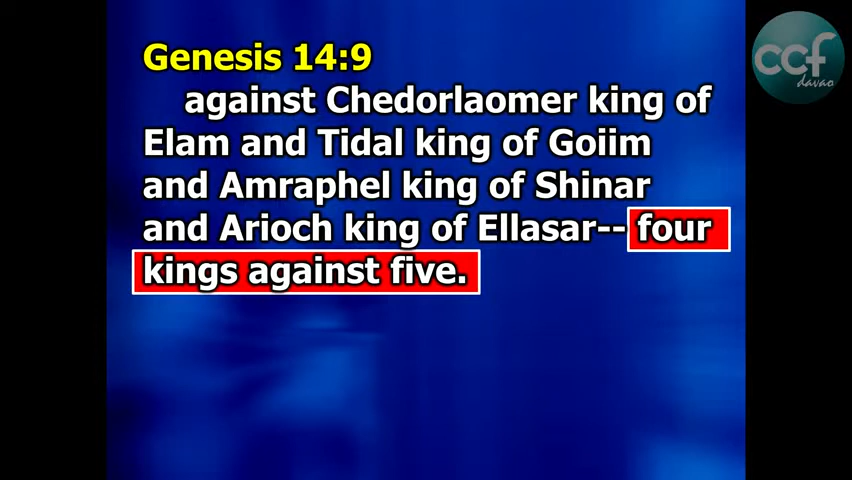 Genesis 14:9
against Chedorlaomer king of
Elam and Tidal king of Goiim
and Amraphel king of Shinar
and Arioch king of Ellasar-- four
kings against five.
ccf
davao